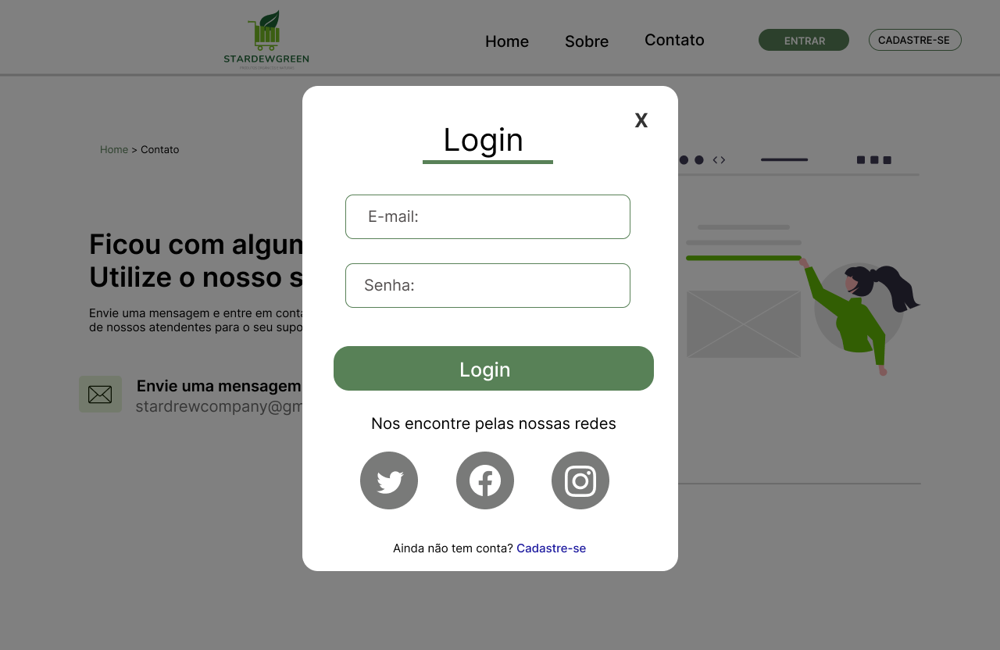 STARDEWGREEN
Home Sobre Contato ENTRAR CADASTRE-SE
Home > Contato
X
Login
E-mail:
Senha:
Login
Nos encontre pelas nossas redes
Ainda não tem conta? Cadastre-se
Ficou com algum
Utilize o nosso s
Envie uma mensagem e entre em conta
de nossos atendentes para o seu supo
Envie uma mensagem
stardrewcompany@gm